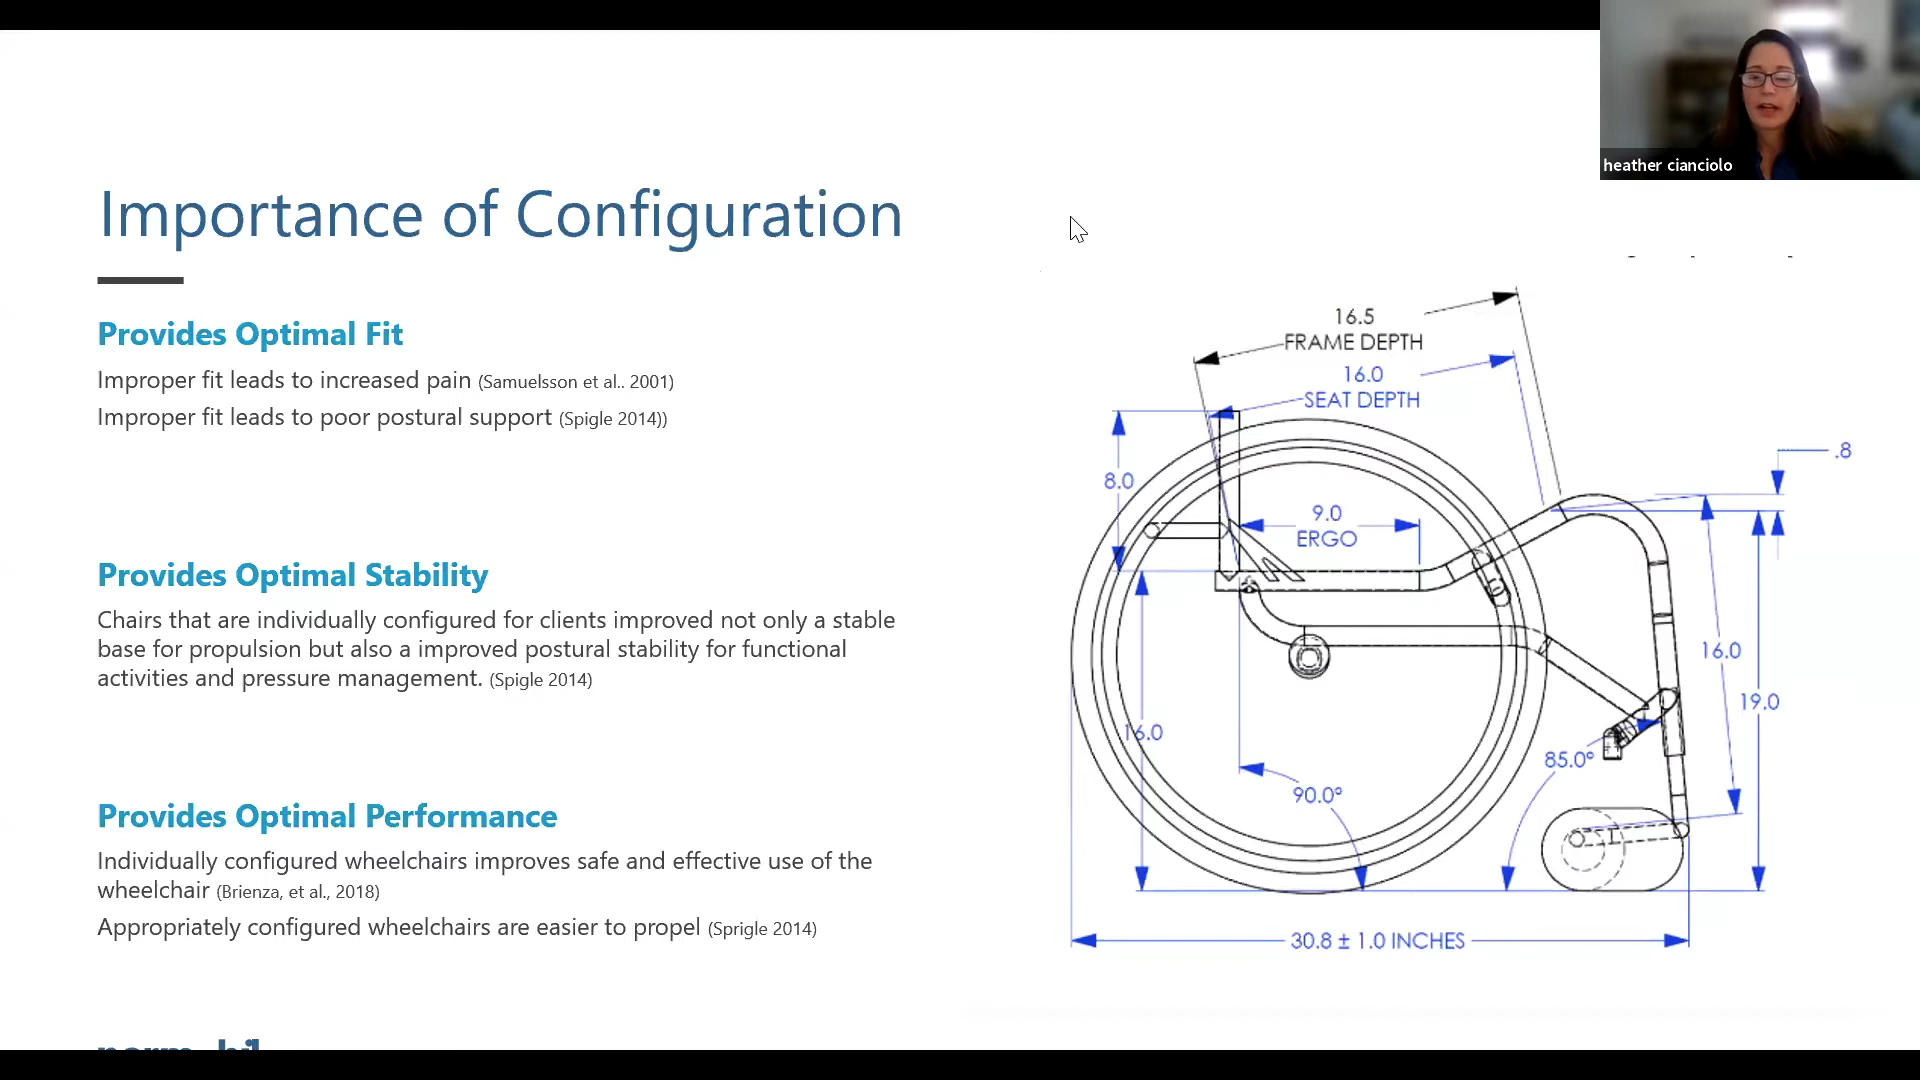 heather cianciolo
Importance of Configuration
Provides Optimal Fit
Improper fit leads to increased pain (Samuelsson et al.. 2001)
Improper fit leads to poor postural support (Spigle 2014))
Provides Optimal Stability
Chairs that are individually configured for clients improved not only a stable
base for propulsion but also a improved postural stability for functional
activities and pressure management. (Spigle 2014)
Provides Optimal Performance
Individually configured wheelchairs improves safe and effective use of the
wheelchair (Brienza, et al., 2018)
Appropriately configured wheelchairs are easier to propel (Sprigle 2014)
16.5
FRAME DEPTH
16.0
SEAT DEPTH
.8
8.0
9.0
ERGO
16.0
19.0
16.0
85.0°
90.0°
30.8 ± 1.0 INCHES